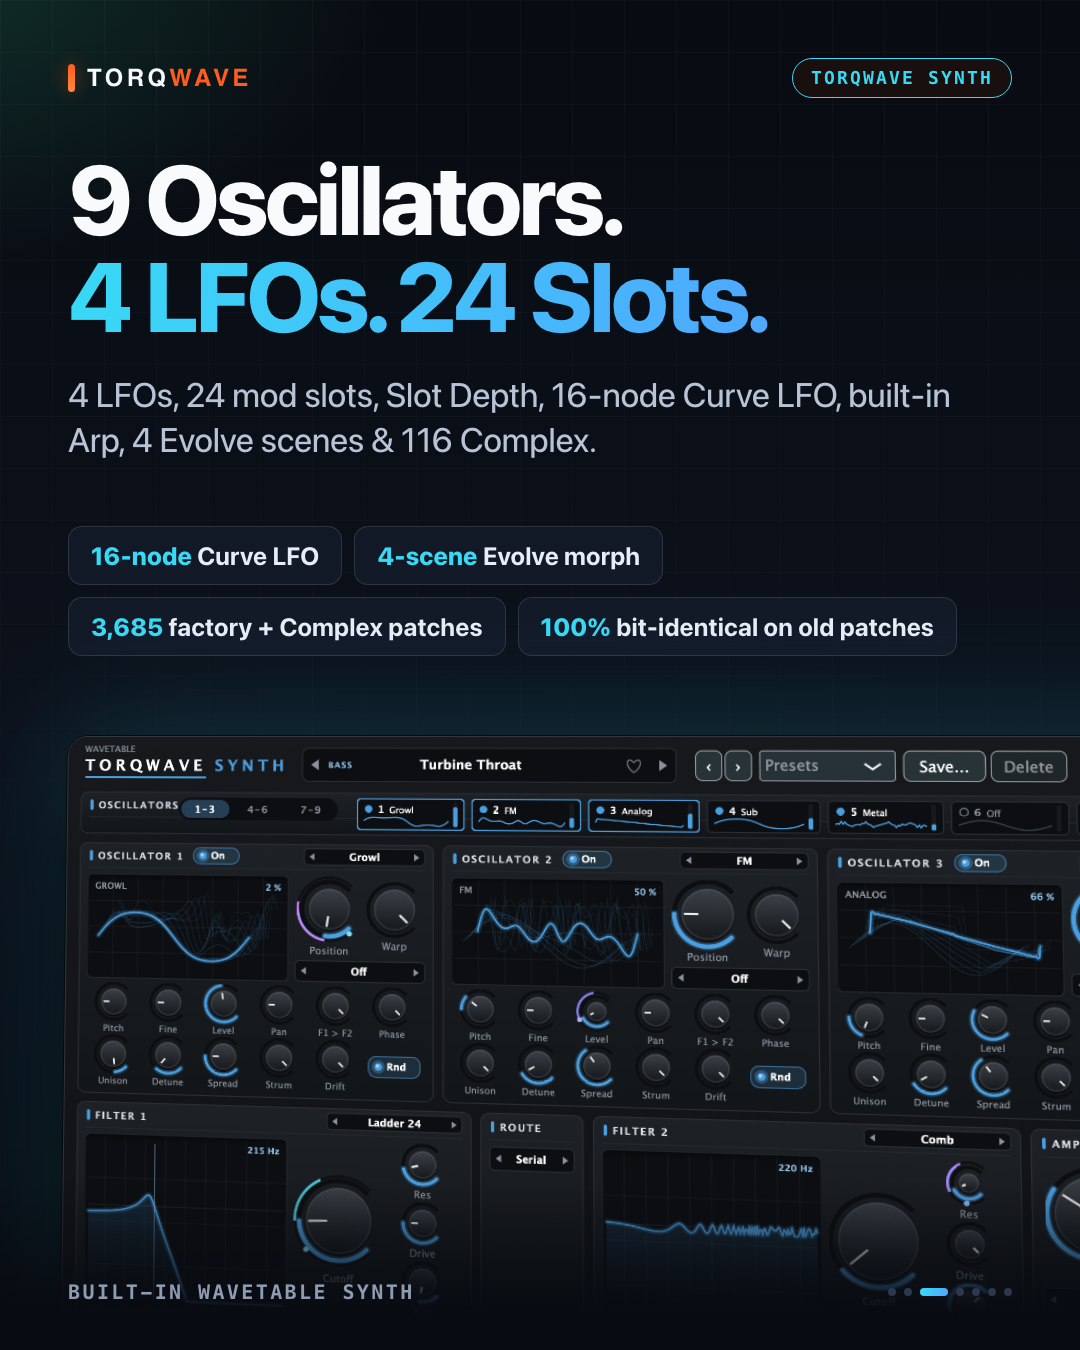 TORQWAVE
TORQWAVE SYNTH
9 Oscillators.
4 LFOs. 24 Slots.
4 LFOs, 24 mod slots, Slot Depth, 16-node Curve LFO, built-in
Arp, 4 Evolve scenes & 116 Complex.
16-node Curve LFO
4-scene Evolve morph
3,685 factory + Complex patches
100% bit-identical on old patches
WAVETABLE
TORQWAVE SYNTH
BASS
Turbine Throat
Presets
Save...
Delete
OSCILLATORS
1-3
4-6
7-9
1 Growl
2 FM
3 Analog
4 Sub
5 Metal
6 Off
OSCILLATOR 1
On
Growl
OSCILLATOR 2
On
FM
OSCILLATOR 3
On
GROWL
2 %
Position
Warp
Off
FM
50 %
Position
Warp
Off
ANALOG
66 %
Pitch
Fine
Level
Pan
F1 > F2
Phase
Pitch
Fine
Level
Pan
F1 > F2
Phase
Pitch
Fine
Level
Pan
Unison
Detune
Spread
Strum
Drift
Rnd
Unison
Detune
Spread
Strum
Drift
Rnd
Unison
Detune
Spread
Strum
FILTER 1
Ladder 24
ROUTE
Serial
FILTER 2
Comb
AMP
215 Hz
Res
Drive
Cutoff
220 Hz
Res
Drive
Cutoff
BUILT-IN WAVETABLE SYNTH